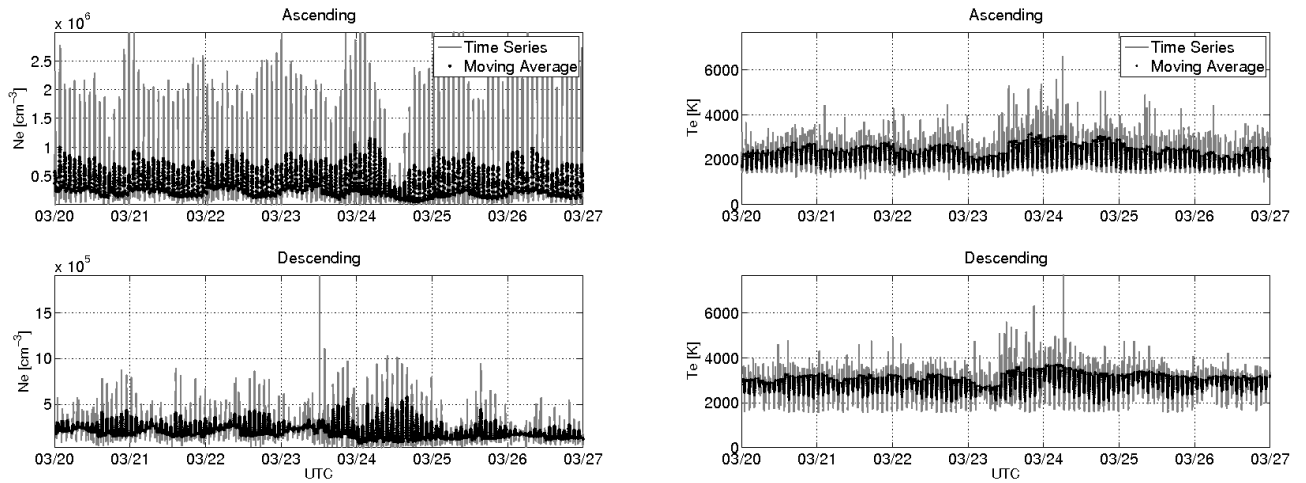 Ascending
x 10⁶
Ne [cm⁻³]
2.5
2
1.5
1
0.5
Time Series
Moving Average
03/20 03/21 03/22 03/23 03/24 03/25 03/26 03/27
Ascending
Te [K]
6000
4000
2000
0
Time Series
Moving Average
03/20 03/21 03/22 03/23 03/24 03/25 03/26 03/27
Descending
x 10⁵
Ne [cm⁻³]
15
10
5
03/20 03/21 03/22 03/23 03/24 03/25 03/26 03/27
UTC
Descending
Te [K]
6000
4000
2000
0
03/20 03/21 03/22 03/23 03/24 03/25 03/26 03/27
UTC